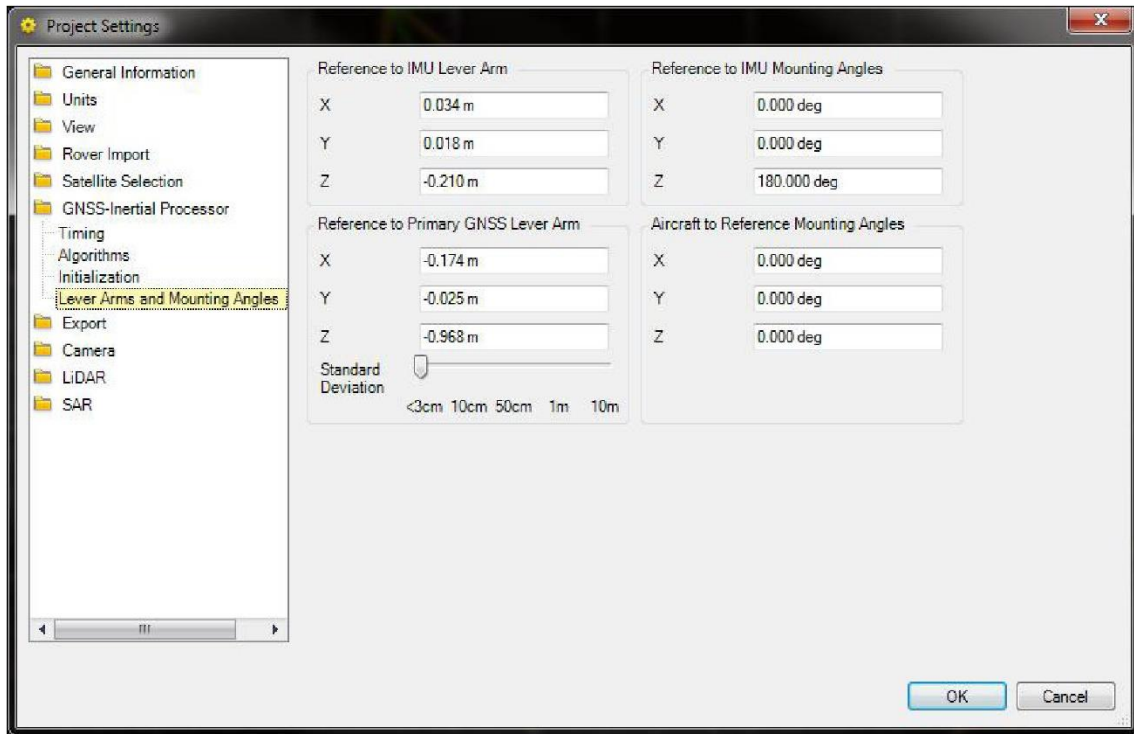 Project Settings
General Information
Units
View
Rover Import
Satellite Selection
GNSS-Inertial Processor
Timing
Algorithms
Initialization
Lever Arms and Mounting Angles
Export
Camera
LiDAR
SAR
Reference to IMU Lever Arm
X 0.034 m
Y 0.018 m
Z -0.210 m
Reference to IMU Mounting Angles
X 0.000 deg
Y 0.000 deg
Z 180.000 deg
Reference to Primary GNSS Lever Arm
X -0.174 m
Y -0.025 m
Z -0.968 m
Standard
Deviation
<3cm 10cm 50cm 1m 10m
Aircraft to Reference Mounting Angles
X 0.000 deg
Y 0.000 deg
Z 0.000 deg
OK Cancel